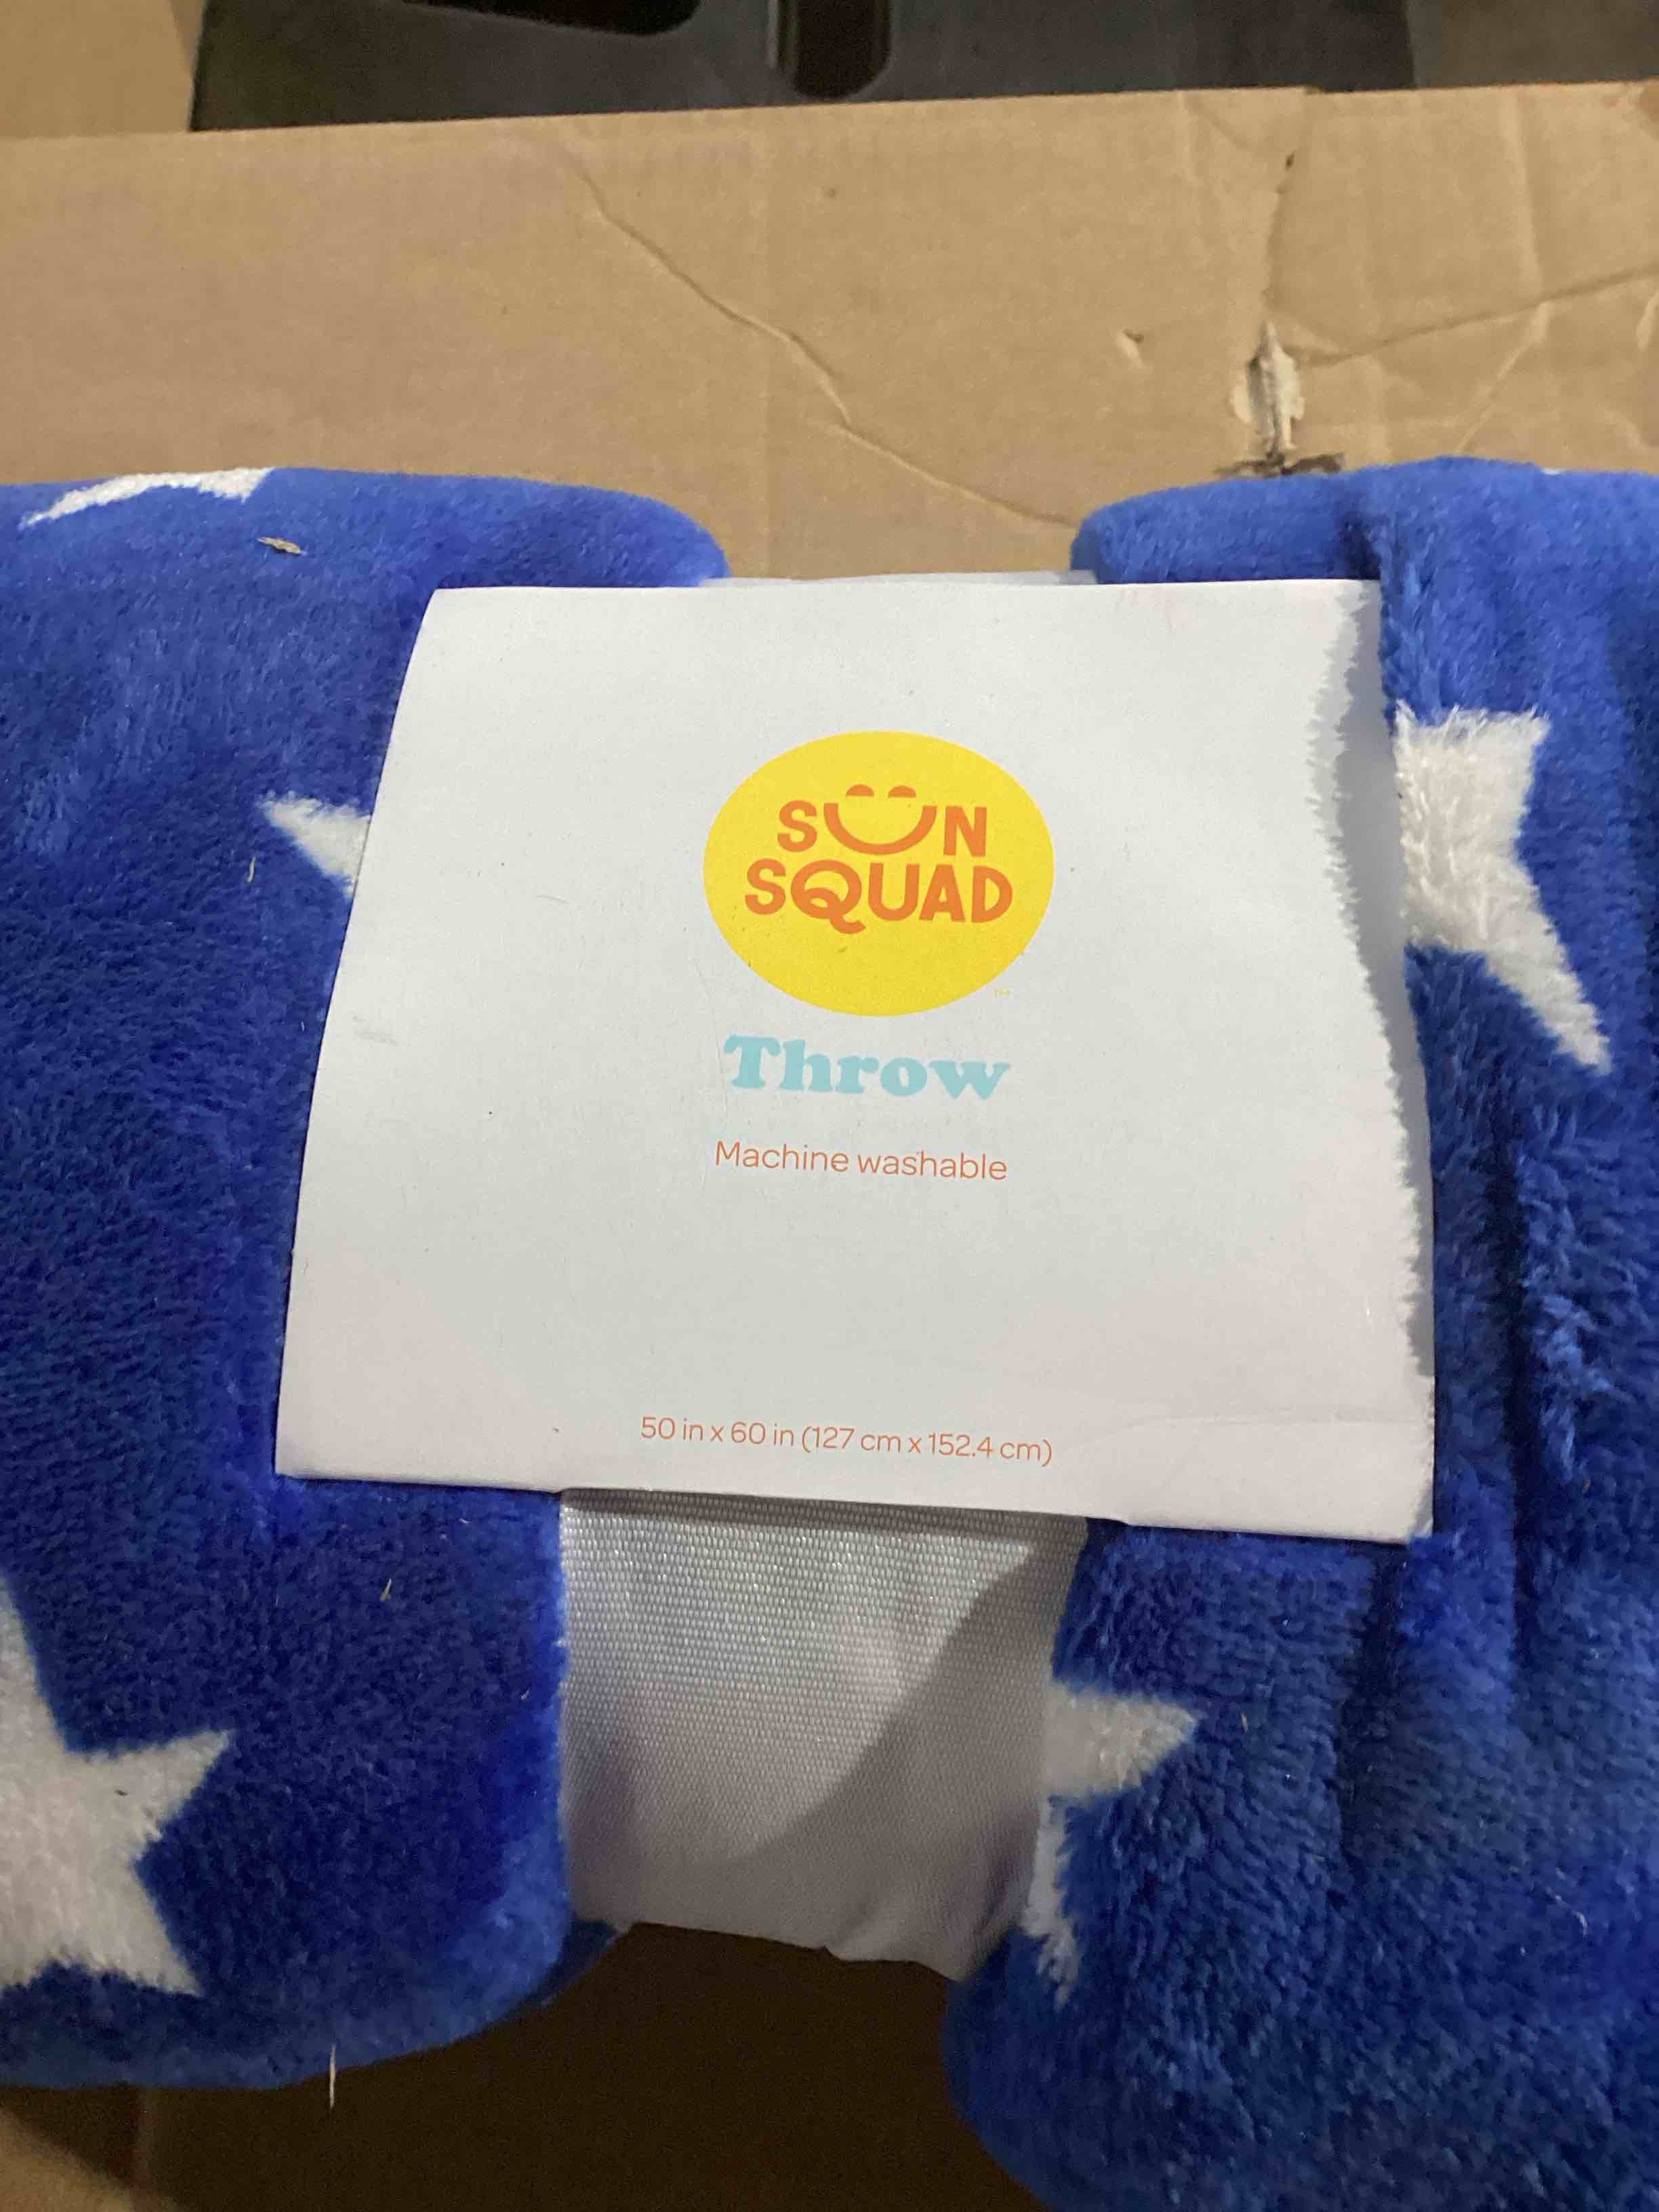 SUN
SQUAD
™
Throw
Machine washable
50 in x 60 in (127 cm x 152.4 cm)